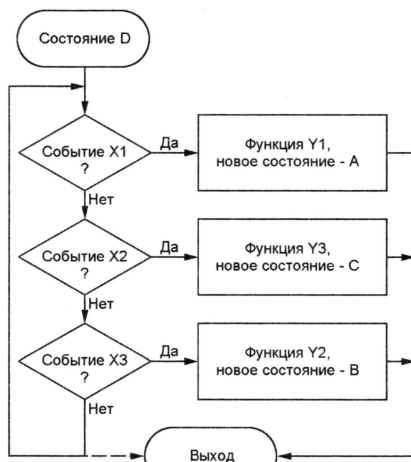 Состояние D
Событие X1
?
Да
Функция Y1,
новое состояние - A
Нет
Событие X2
?
Да
Функция Y3,
новое состояние - C
Нет
Событие X3
?
Да
Функция Y2,
новое состояние - B
Нет
Выход